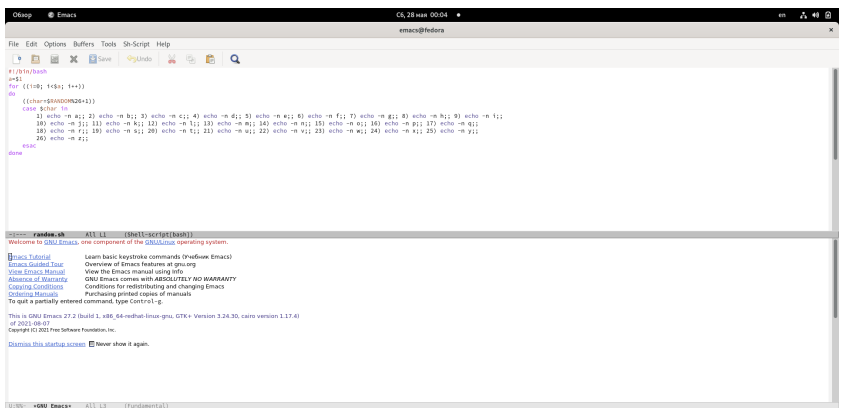 Обзор Emacs Сб, 28 мая 00:04 en
emacs@fedora
File Edit Options Buffers Tools Sh-Script Help
Save Undo
#!/bin/bash
a=$1
for ((i=0; i<$a; i++))
do
((char=$RANDOM%26+1))
case $char in
1) echo -n a;; 2) echo -n b;; 3) echo -n c;; 4) echo -n d;; 5) echo -n e;; 6) echo -n f;; 7) echo -n g;; 8) echo -n h;; 9) echo -n i;;
10) echo -n j;; 11) echo -n k;; 12) echo -n l;; 13) echo -n m;; 14) echo -n n;; 15) echo -n o;; 16) echo -n p;; 17) echo -n q;;
18) echo -n r;; 19) echo -n s;; 20) echo -n t;; 21) echo -n u;; 22) echo -n v;; 23) echo -n w;; 24) echo -n x;; 25) echo -n y;;
26) echo -n z;;
esac
done
-:--- random.sh All L1 (Shell-script[bash])
Welcome to GNU Emacs, one component of the GNU/Linux operating system.
Emacs Tutorial Learn basic keystroke commands (Учебник Emacs)
Emacs Guided Tour Overview of Emacs features at gnu.org
View Emacs Manual View the Emacs manual using Info
Absence of Warranty GNU Emacs comes with ABSOLUTELY NO WARRANTY
Copying Conditions Conditions for redistributing and changing Emacs
Ordering Manuals Purchasing printed copies of manuals
To quit a partially entered command, type Control-g.
This is GNU Emacs 27.2 (build 1, x86_64-redhat-linux-gnu, GTK+ Version 3.24.30, cairo version 1.17.4)
of 2021-08-07
Copyright (C) 2021 Free Software Foundation, Inc.
Dismiss this startup screen Never show it again.
U:%%- *GNU Emacs* All L3 (Fundamental)